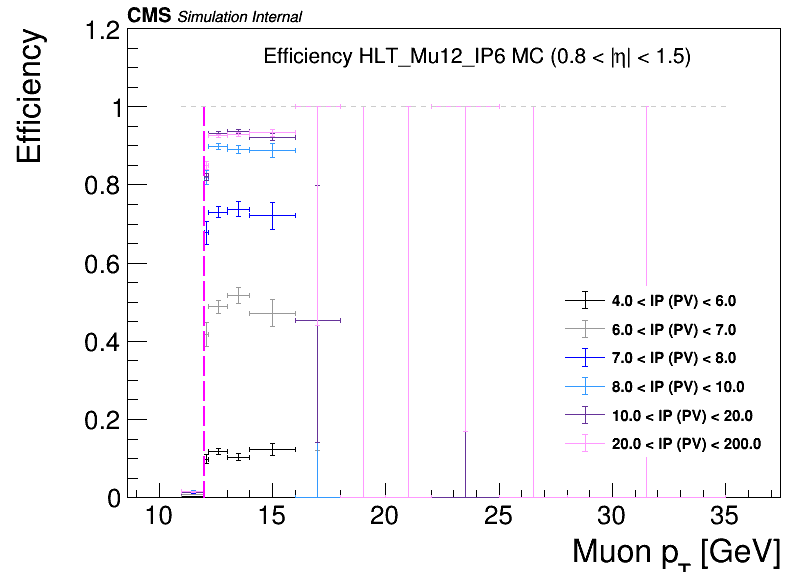 CMS Simulation Internal
Efficiency HLT_Mu12_IP6 MC (0.8 < |η| < 1.5)
Efficiency
1.2
1
0.8
0.6
0.4
0.2
0
4.0 < IP (PV) < 6.0
6.0 < IP (PV) < 7.0
7.0 < IP (PV) < 8.0
8.0 < IP (PV) < 10.0
10.0 < IP (PV) < 20.0
20.0 < IP (PV) < 200.0
10 15 20 25 30 35
Muon p_T [GeV]